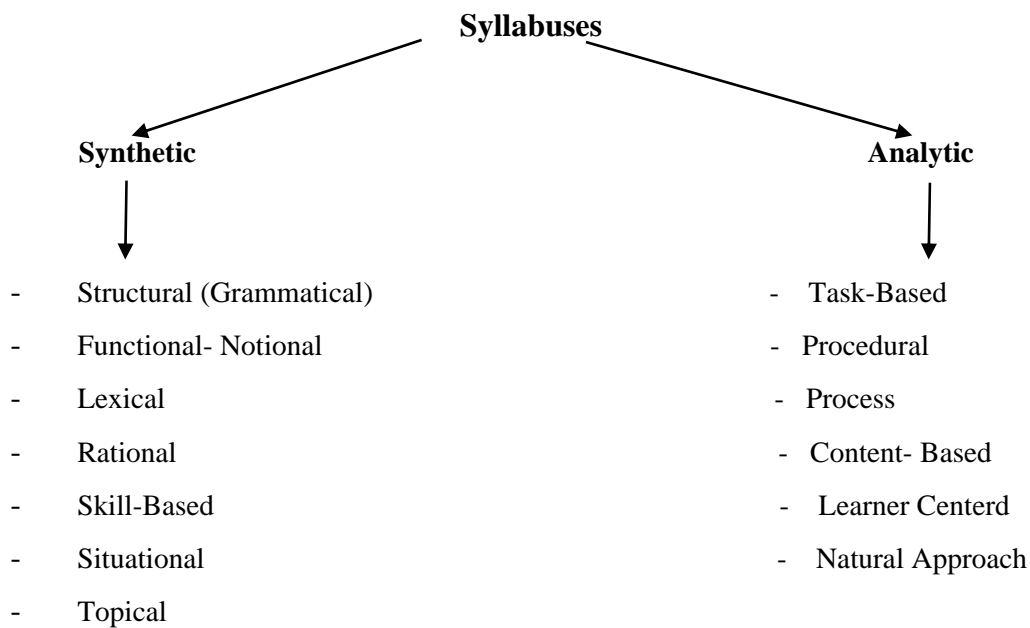 Syllabuses
Synthetic
Analytic
- Structural (Grammatical)
- Functional- Notional
- Lexical
- Rational
- Skill-Based
- Situational
- Topical
- Task-Based
- Procedural
- Process
- Content- Based
- Learner Centerd
- Natural Approach